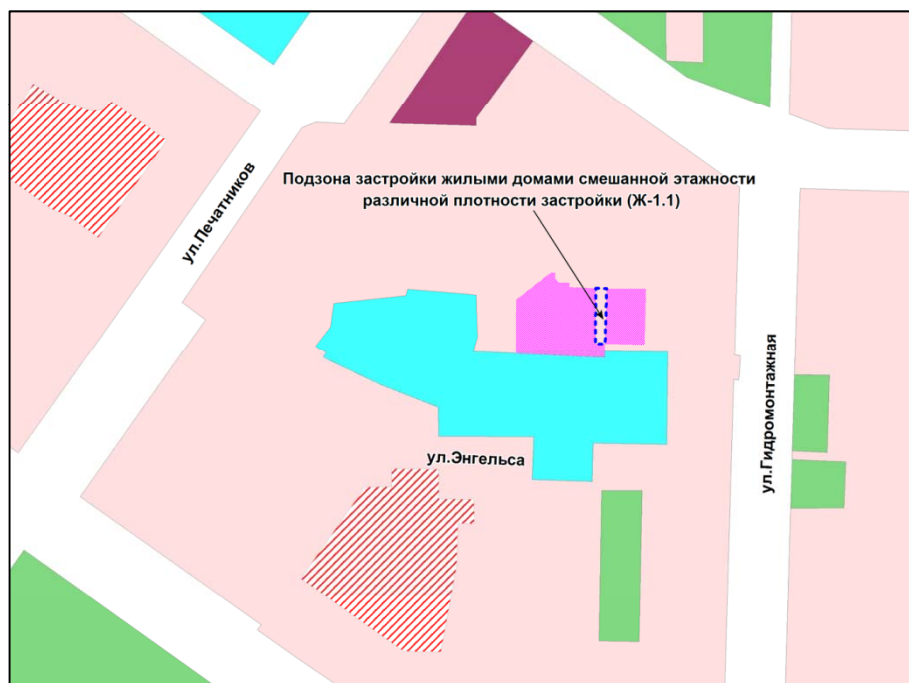 Подзона застройки жилыми домами смешанной этажности
различной плотности застройки (Ж-1.1)
ул.Печатников
ул.Гидромонтажная
ул.Энгельса